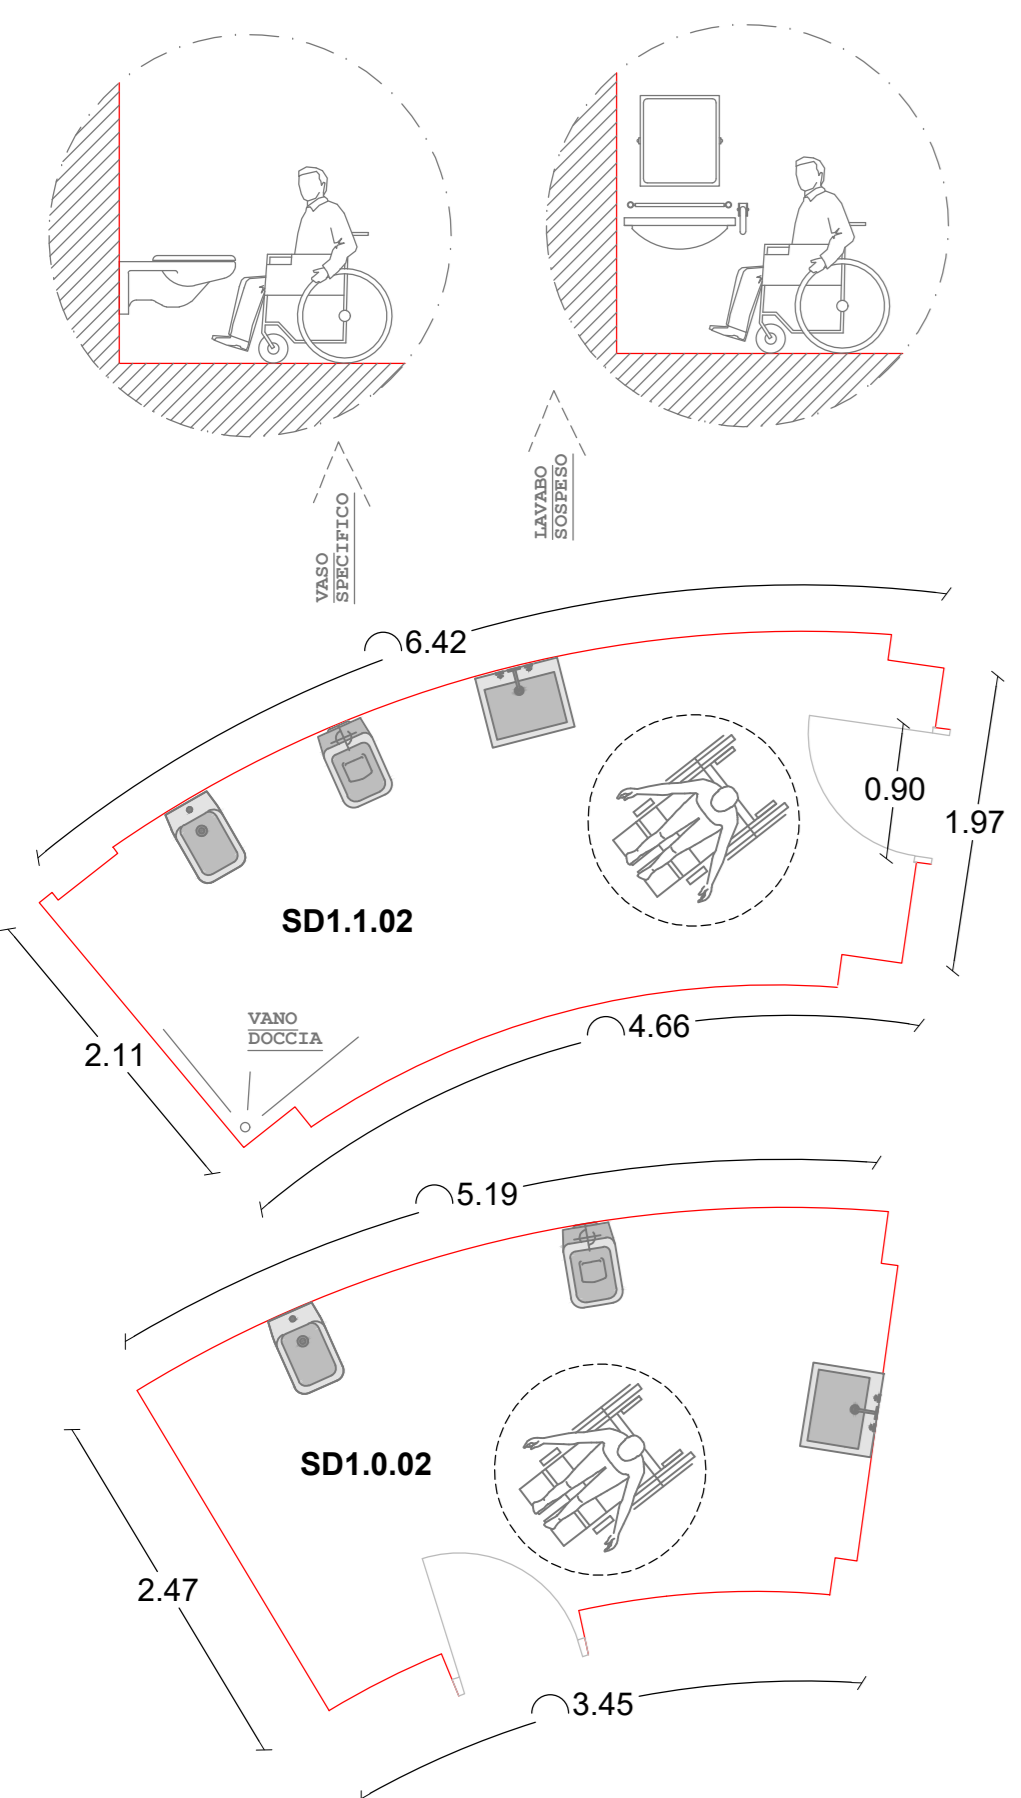 VASO
SPECIFICO
LAVABO
SOSPESO
6.42
0.90
1.97
SD1.1.02
VANO
DOCCIA
4.66
2.11
5.19
SD1.0.02
2.47
3.45